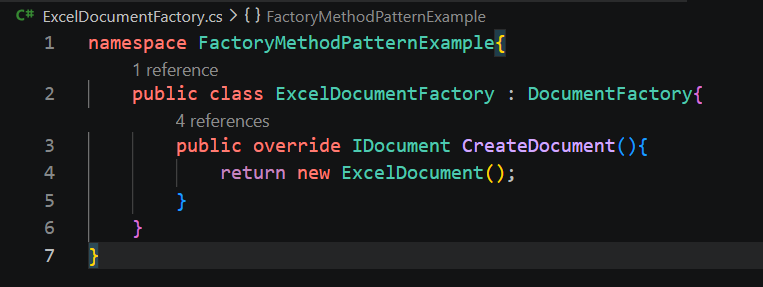 C# ExcelDocumentFactory.cs > {} FactoryMethodPatternExample
1 namespace FactoryMethodPatternExample{
1 reference
2 public class ExcelDocumentFactory : DocumentFactory{
4 references
3 public override IDocument CreateDocument(){
4 return new ExcelDocument();
5 }
6 }
7 }